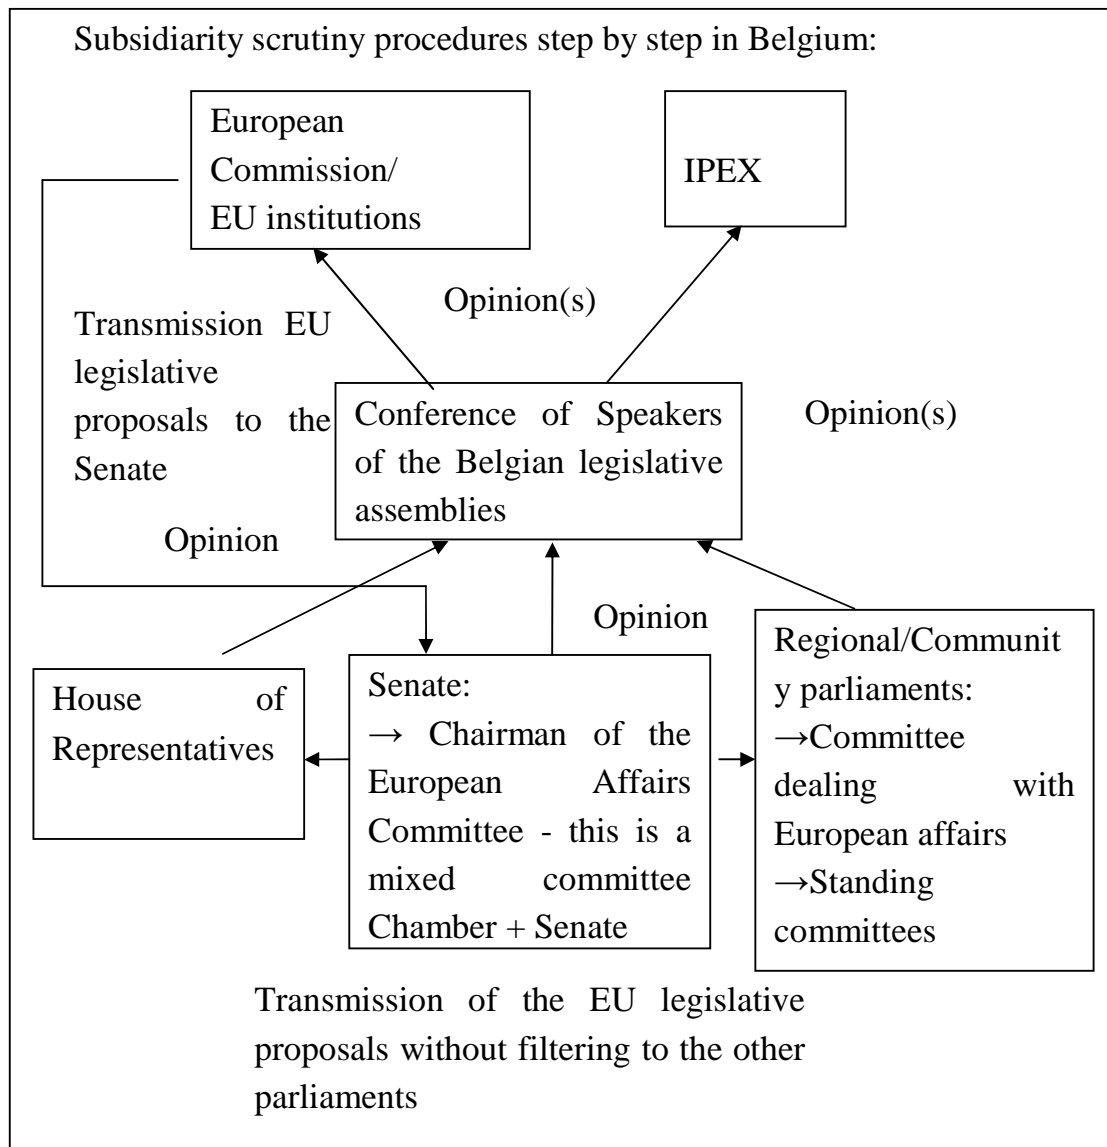 Subsidiarity scrutiny procedures step by step in Belgium:
European
Commission/
EU institutions
IPEX
Opinion(s)
Transmission EU
legislative
proposals to the
Senate
Conference of Speakers
of the Belgian legislative
assemblies
Opinion(s)
Opinion
Opinion
House of
Representatives
Senate:
→ Chairman of the
European Affairs
Committee - this is a
mixed committee
Chamber + Senate
Regional/Communit
y parliaments:
→Committee
dealing with
European affairs
→Standing
committees
Transmission of the EU legislative
proposals without filtering to the other
parliaments